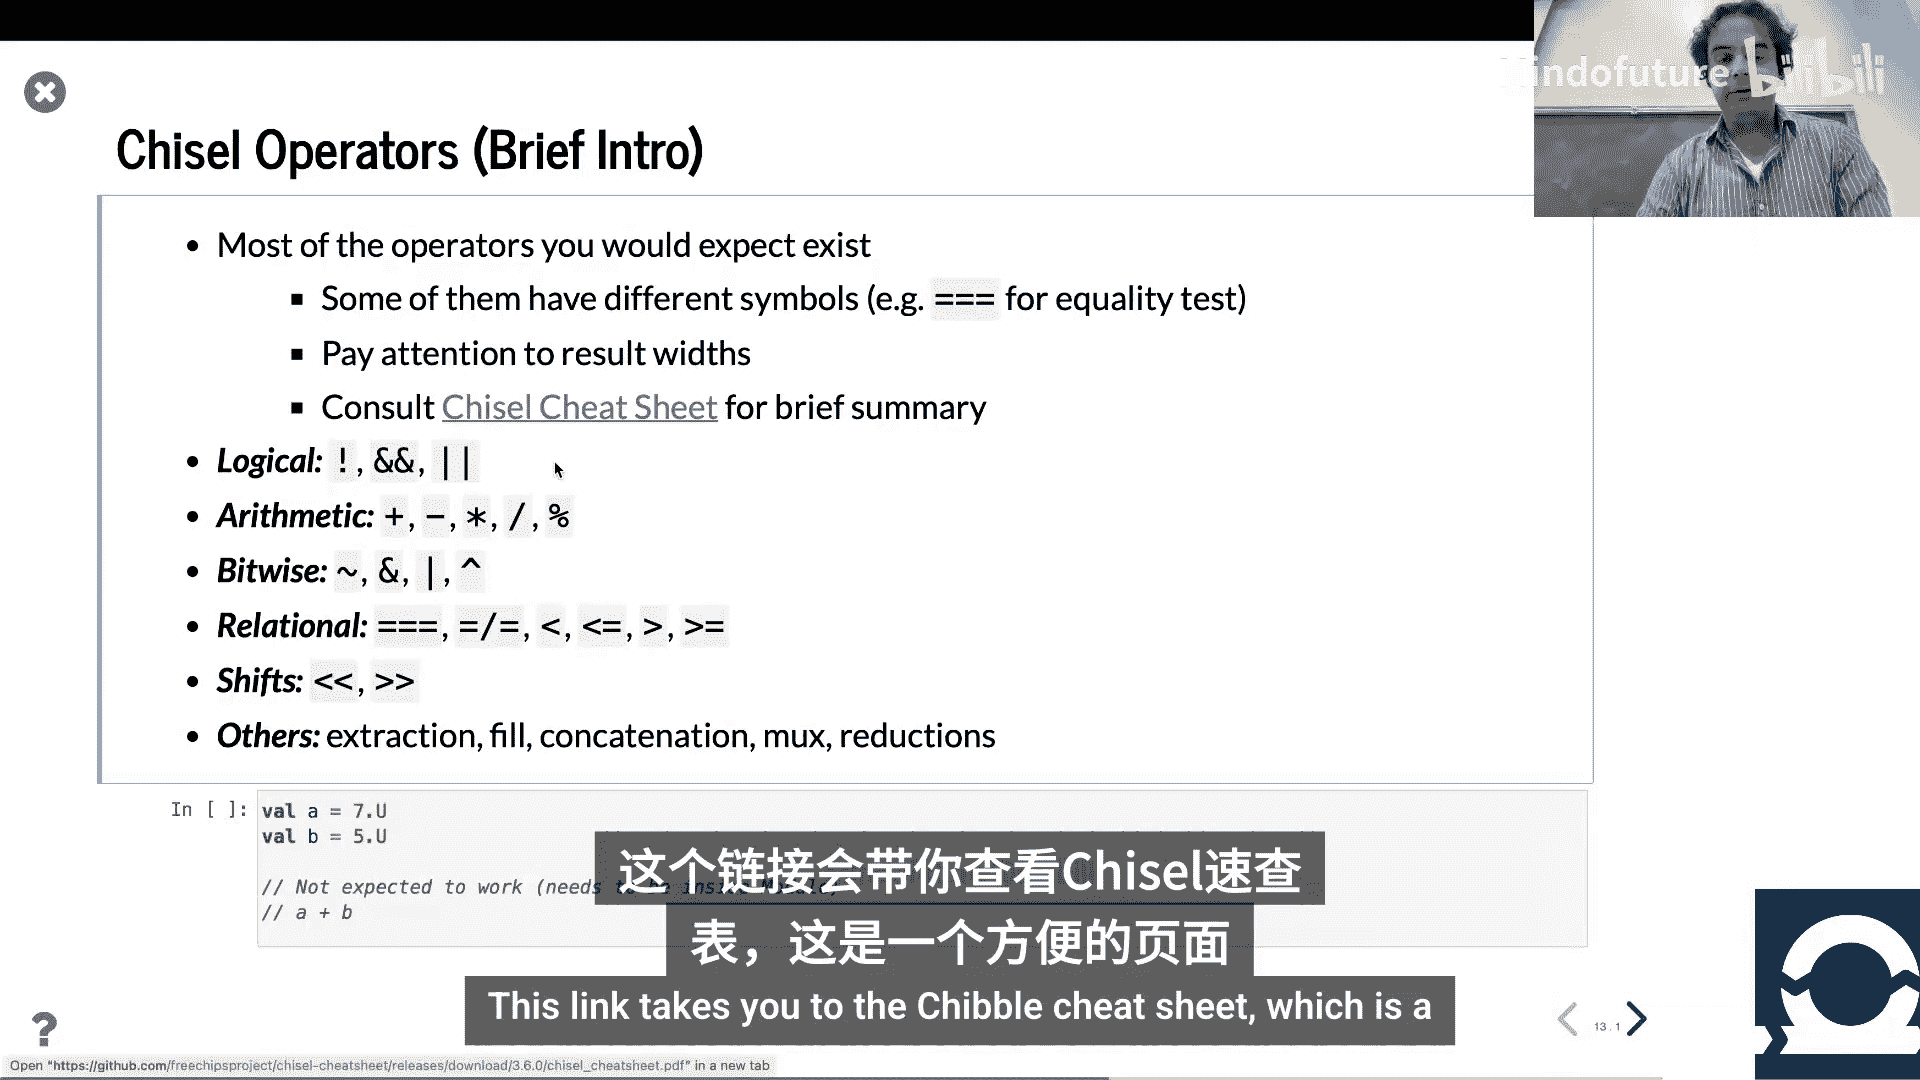 indofuture bilibili
Chisel Operators (Brief Intro)
• Most of the operators you would expect exist
▪ Some of them have different symbols (e.g. === for equality test)
▪ Pay attention to result widths
▪ Consult Chisel Cheat Sheet for brief summary
• Logical: !, &&, ||
• Arithmetic: +, -, *, /, %
• Bitwise: ~, &, |, ^
• Relational: ===, =/=, <, <=, >, >=
• Shifts: <<, >>
• Others: extraction, fill, concatenation, mux, reductions
In [ ]: val a = 7.U
val b = 5.U
// Not expected to work (needs to be inside Module)
// a + b
这个链接会带你查看Chisel速查
表，这是一个方便的页面
This link takes you to the Chibble cheat sheet, which is a
?
13.1
Open "https://github.com/freechipsproject/chisel-cheatsheet/releases/download/3.6.0/chisel_cheatsheet.pdf" in a new tab